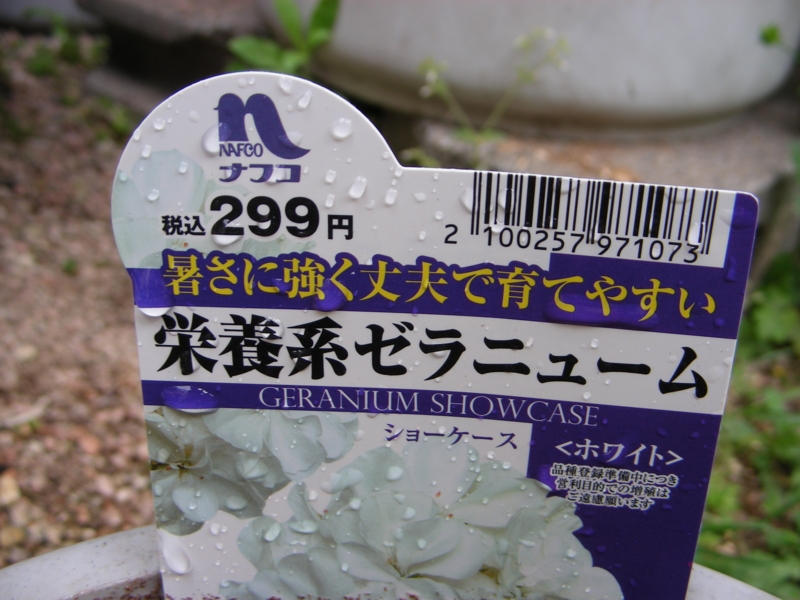 NAFCO
ナフコ
税込299円
2 100257 971073
暑さに強く丈夫で育てやすい
栄養系ゼラニューム
GERANIUM SHOWCASE
ショーケース
<ホワイト>
品種登録準備中につき
営利目的での増殖は
ご遠慮願います